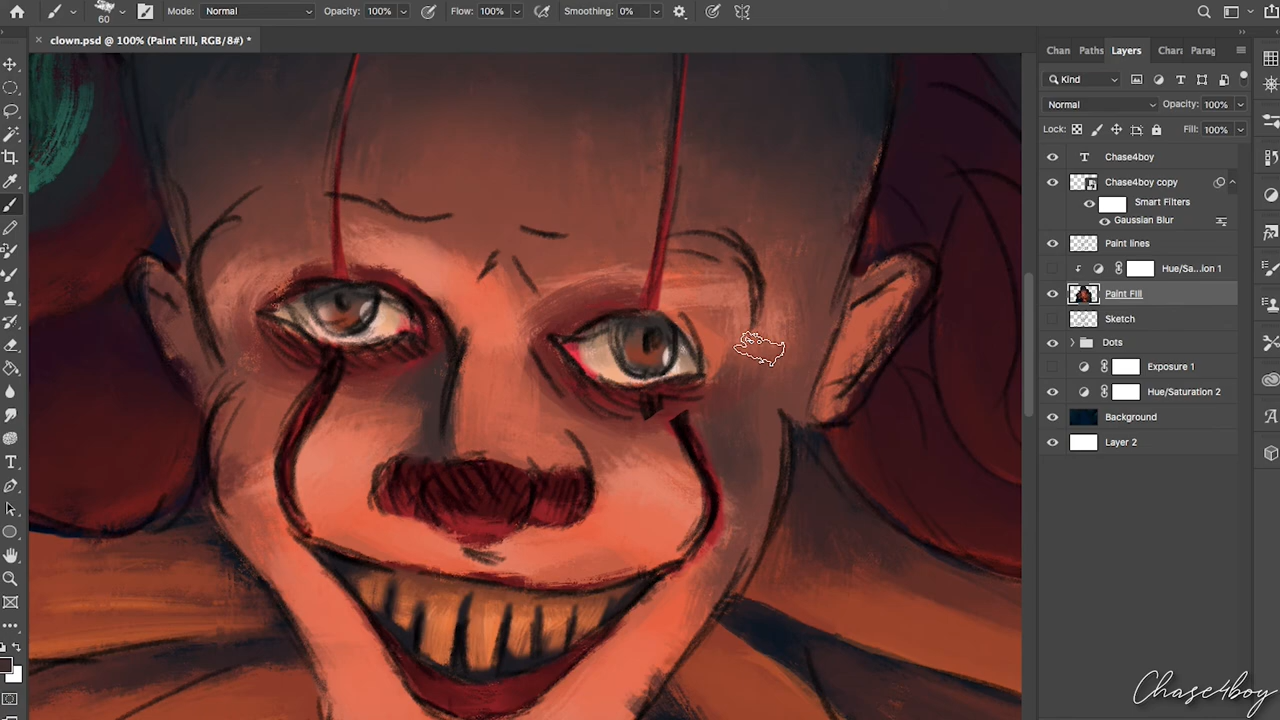 Mode: Normal Opacity: 100% Flow: 100% Smoothing: 0%
60
× clown.psd @ 100% (Paint FIll, RGB/8#) *
Chan Paths Layers Chara Parag
Kind
Normal Opacity: 100%
Lock: Fill: 100%
T Chase4boy
Chase4boy copy
Smart Filters
Gaussian Blur
Paint lines
Hue/Sa...ion 1
Paint FIll
Sketch
Dots
Exposure 1
Hue/Saturation 2
Background
Layer 2
Chase4boy